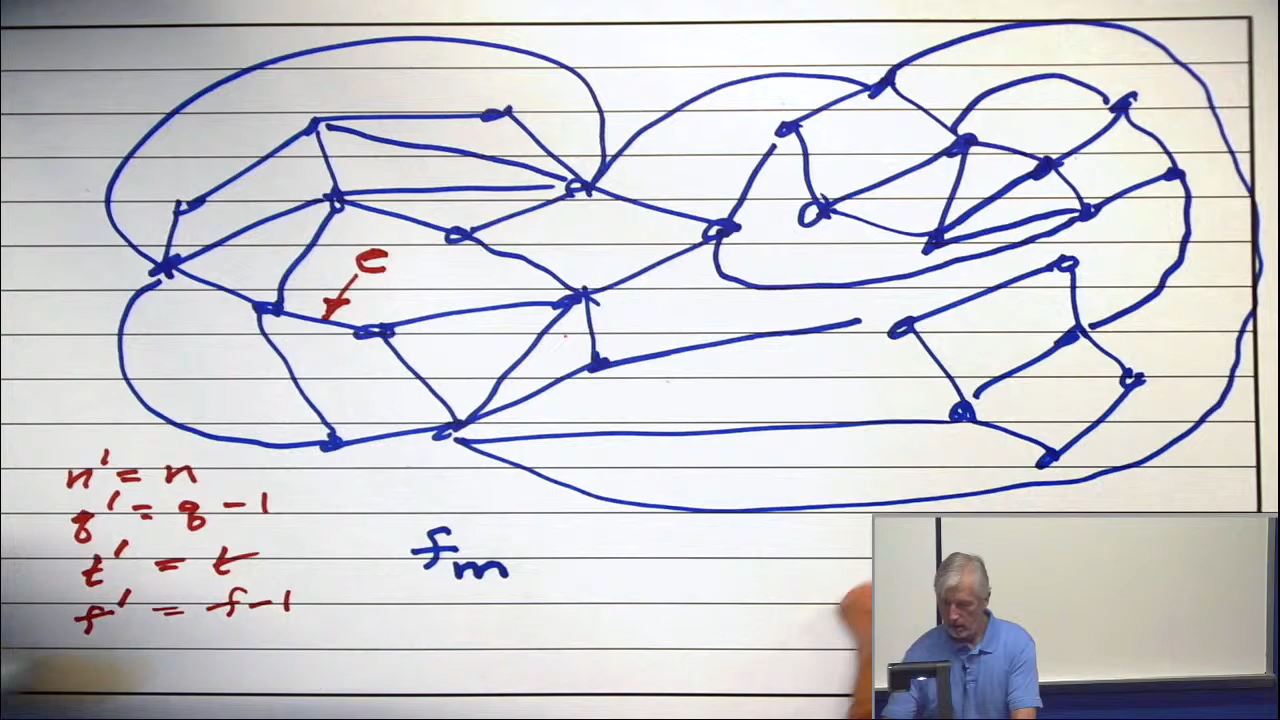 e
n' = n
q' = q - 1
t' = t
f' = f - 1
f_m